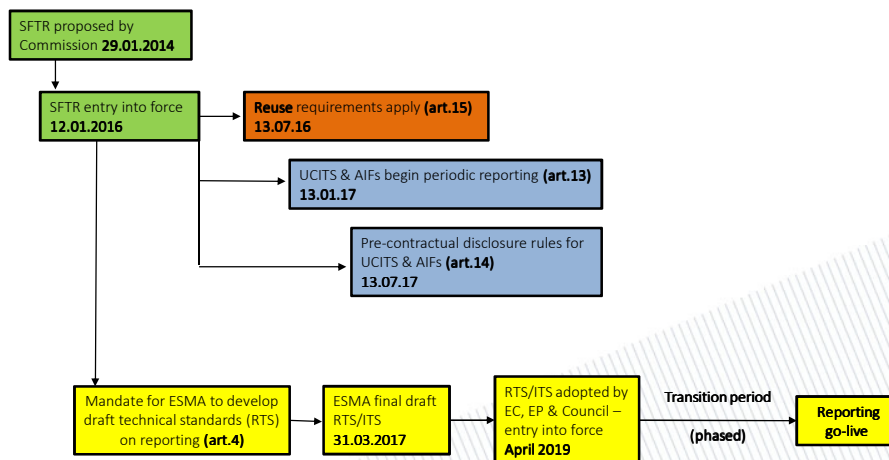 SFTR proposed by
Commission 29.01.2014
SFTR entry into force
12.01.2016
Reuse requirements apply (art.15)
13.07.16
UCITS & AIFs begin periodic reporting (art.13)
13.01.17
Pre-contractual disclosure rules for
UCITS & AIFs (art.14)
13.07.17
Mandate for ESMA to develop
draft technical standards (RTS)
on reporting (art.4)
ESMA final draft
RTS/ITS
31.03.2017
RTS/ITS adopted by
EC, EP & Council –
entry into force
April 2019
Transition period
(phased)
Reporting
go-live